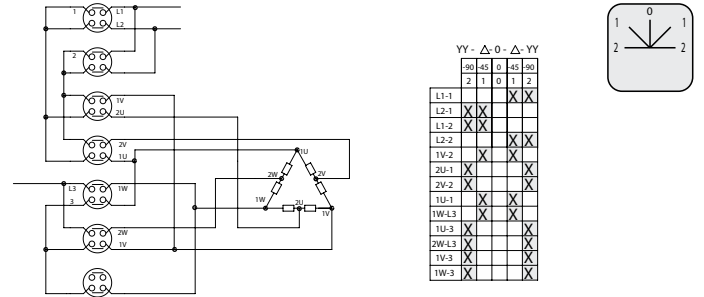 1 L1
L2
2
1V
2U
2V
1U
L3 1W
3
2W
1V
1U
2W 2V
1W 2U 1V
YY - △- 0 - △- YY
-90 -45 0 -45 -90
2 1 0 1 2
L1-1 X X
L2-1 X X
L1-2 X X
L2-2 X X
1V-2 X X
2U-1 X X
2V-2 X X
1U-1 X X
1W-L3 X X
1U-3 X X
2W-L3 X X
1V-3 X X
1W-3 X X
0
1 1
2 2